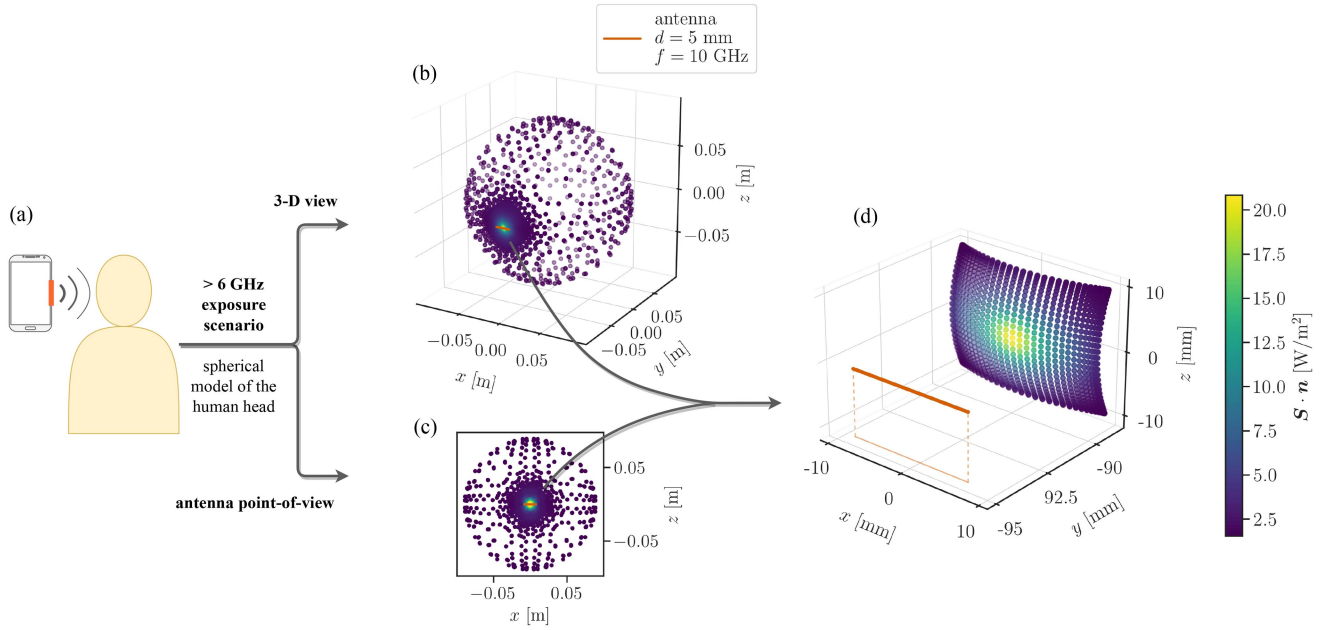 antenna
d = 5 mm
f = 10 GHz
(a)
> 6 GHz
exposure
scenario
spherical
model of the
human head
3-D view
antenna point-of-view
(b)
0.05
0.00
−0.05
z [m]
−0.05
0.00
0.05
x [m]
−0.05
0.00
0.05
y [m]
(c)
0.05
−0.05
z [m]
−0.05
0.05
x [m]
(d)
10
0
-10
z [mm]
-10
0
10
x [mm]
-95
92.5
-90
y [mm]
20.0
17.5
15.0
12.5
10.0
7.5
5.0
2.5
S · n [W/m²]